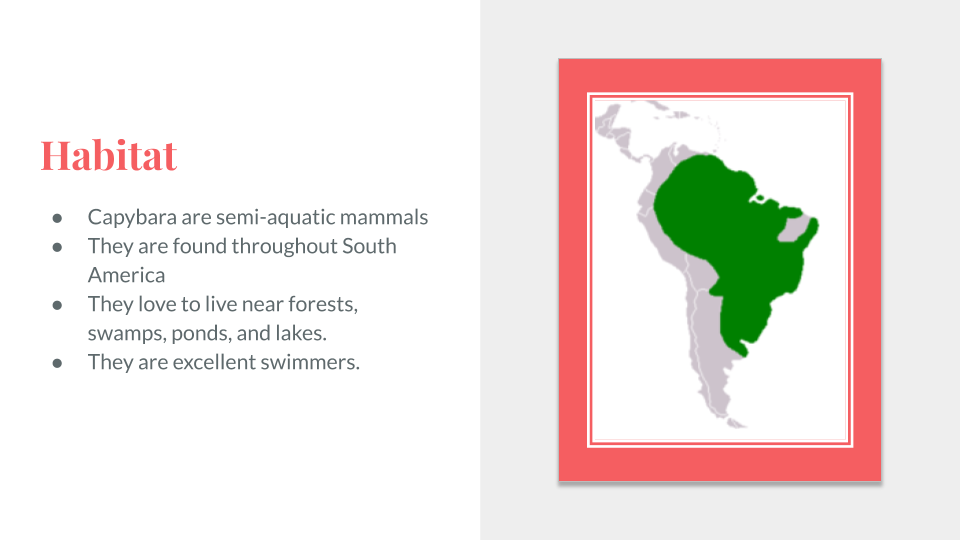 Habitat
● Capybara are semi-aquatic mammals
● They are found throughout South
America
● They love to live near forests,
swamps, ponds, and lakes.
● They are excellent swimmers.